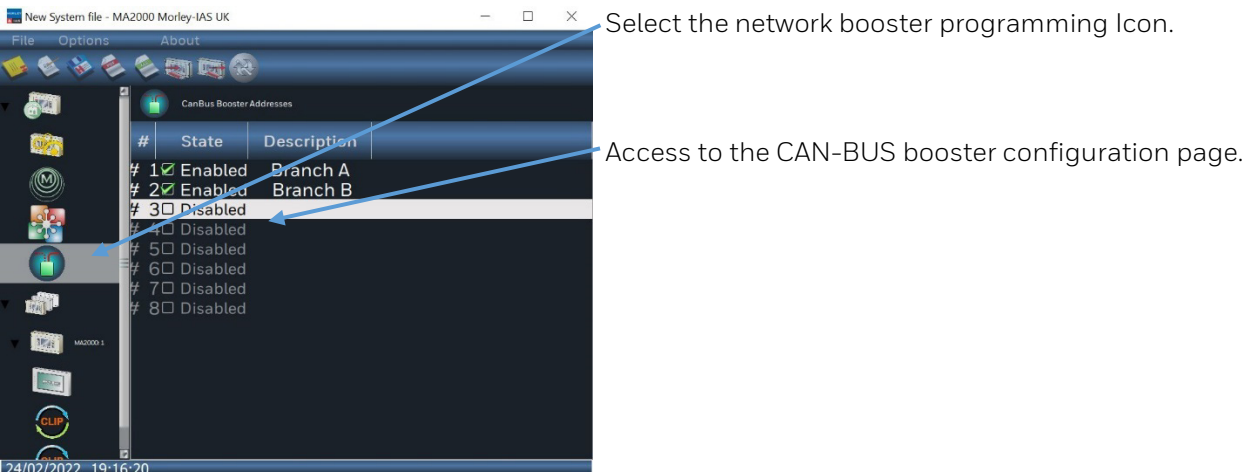 New System file - MA2000 Morley-IAS UK
Select the network booster programming Icon.
File Options About
CanBus Booster Addresses
# State Description
# 1 Enabled Branch A
# 2 Enabled Branch B
Access to the CAN-BUS booster configuration page.
# 3 Disabled
# 4 Disabled
# 5 Disabled
# 6 Disabled
# 7 Disabled
# 8 Disabled
MA2000 1
CLIP
CLIP
24/02/2022 19:16:20